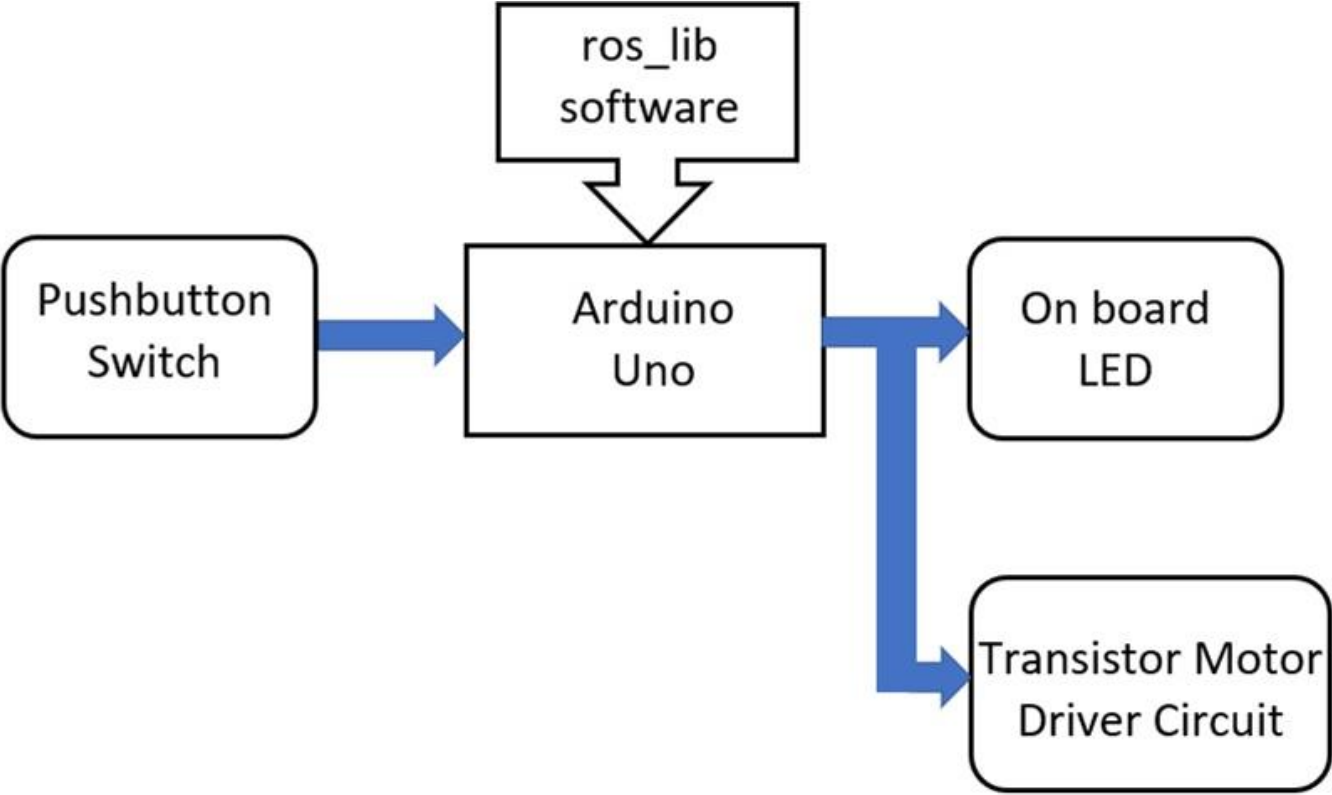 ros_lib
software
Pushbutton
Switch
Arduino
Uno
On board
LED
Transistor Motor
Driver Circuit